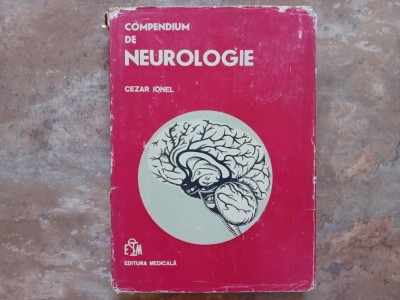 COMPENDIUM
DE
NEUROLOGIE
CEZAR IONEL
E M
EDITURA MEDICALĂ